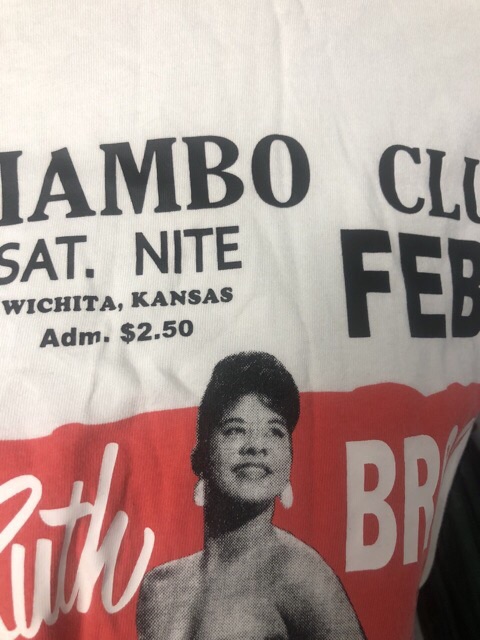 MAMBO CLU
SAT. NITE FEB
WICHITA, KANSAS
Adm. $2.50
Ruth BR